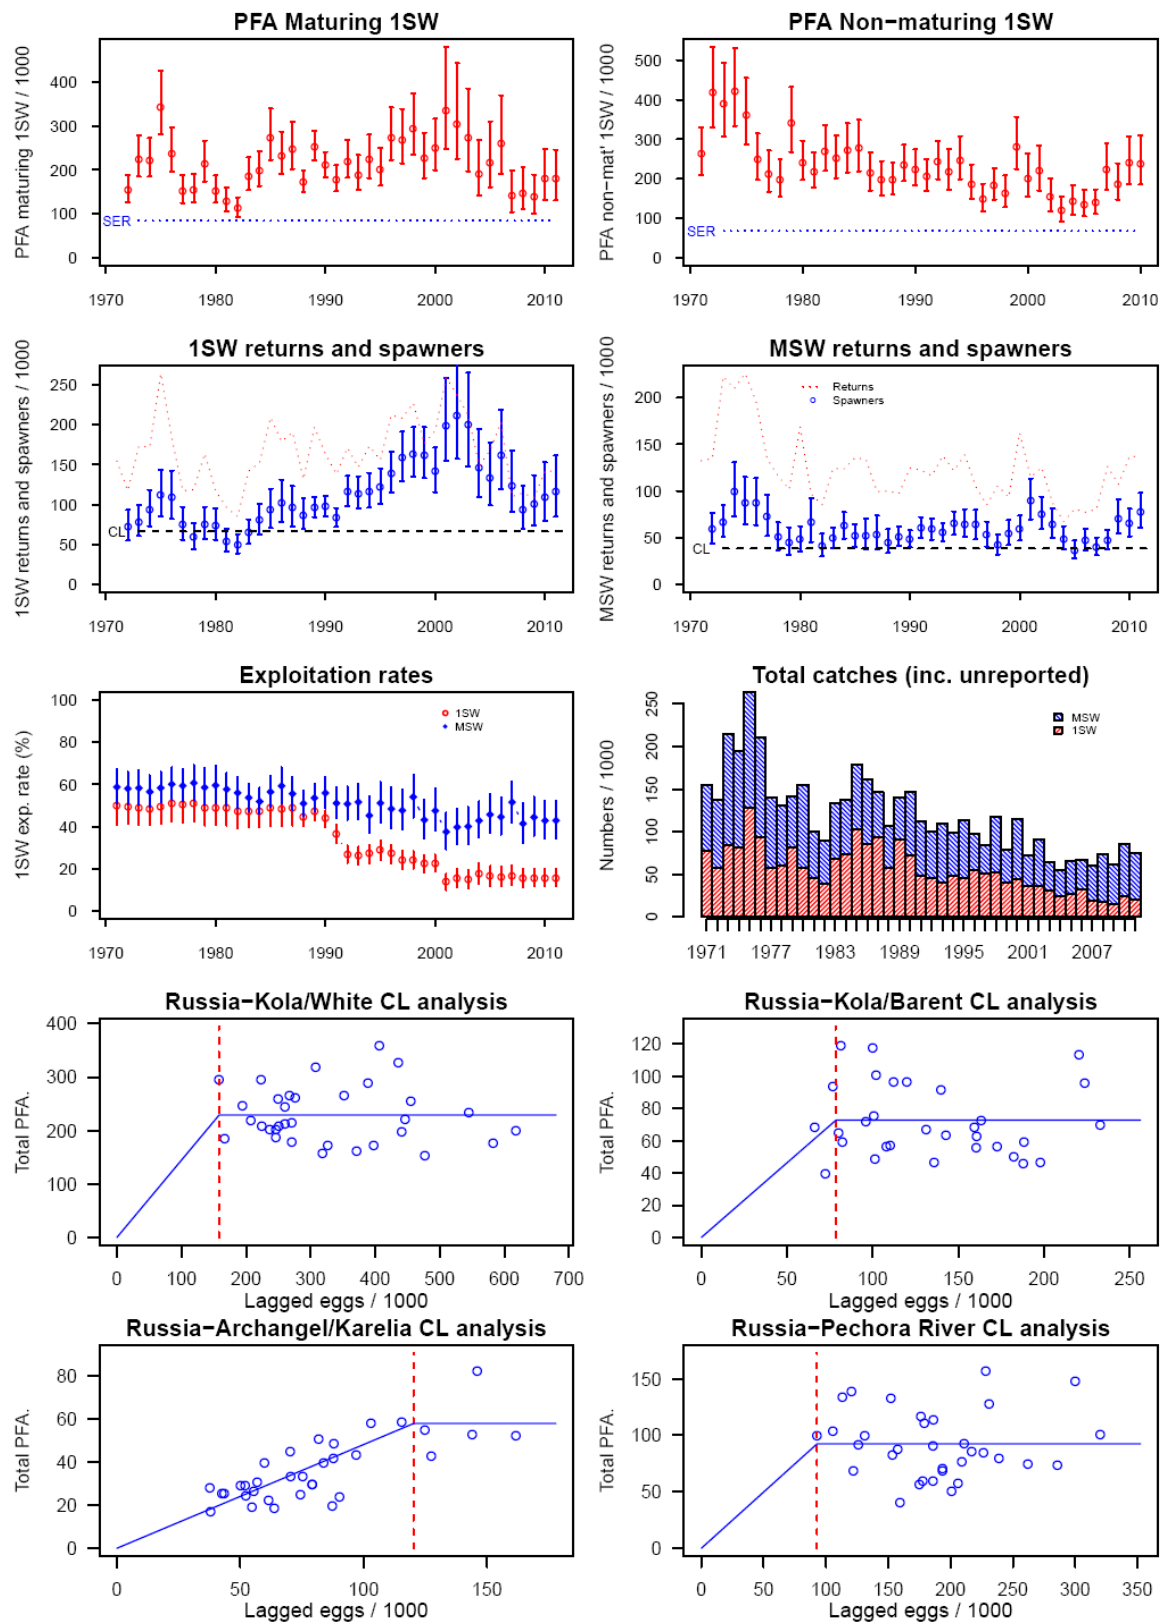 PFA Maturing 1SW
PFA maturing 1SW / 1000
400
300
200
100
0
SER
1970 1980 1990 2000 2010
PFA Non−maturing 1SW
PFA non−mat' 1SW / 1000
500
400
300
200
100
0
SER
1970 1980 1990 2000 2010
1SW returns and spawners
1SW returns and spawners / 1000
250
200
150
100
50
0
CL
1970 1980 1990 2000 2010
MSW returns and spawners
MSW returns and spawners / 1000
200
150
100
50
0
Returns
Spawners
CL
1970 1980 1990 2000 2010
Exploitation rates
1SW exp. rate (%)
100
80
60
40
20
0
1SW
MSW
1970 1980 1990 2000 2010
Total catches (inc. unreported)
Numbers / 1000
250
200
150
100
50
0
MSW
1SW
1971 1977 1983 1989 1995 2001 2007
Russia−Kola/White CL analysis
Total PFA.
400
300
200
100
0
0 100 200 300 400 500 600 700
Lagged eggs / 1000
Russia−Kola/Barent CL analysis
Total PFA.
120
100
80
60
40
20
0
0 50 100 150 200 250
Lagged eggs / 1000
Russia−Archangel/Karelia CL analysis
Total PFA.
80
60
40
20
0
0 50 100 150
Lagged eggs / 1000
Russia−Pechora River CL analysis
Total PFA.
150
100
50
0
0 50 100 150 200 250 300 350
Lagged eggs / 1000